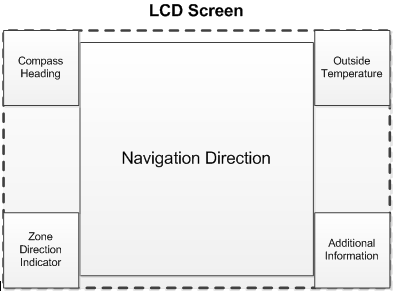 LCD Screen
Compass
Heading
Outside
Temperature
Navigation Direction
Zone
Direction
Indicator
Additional
Information